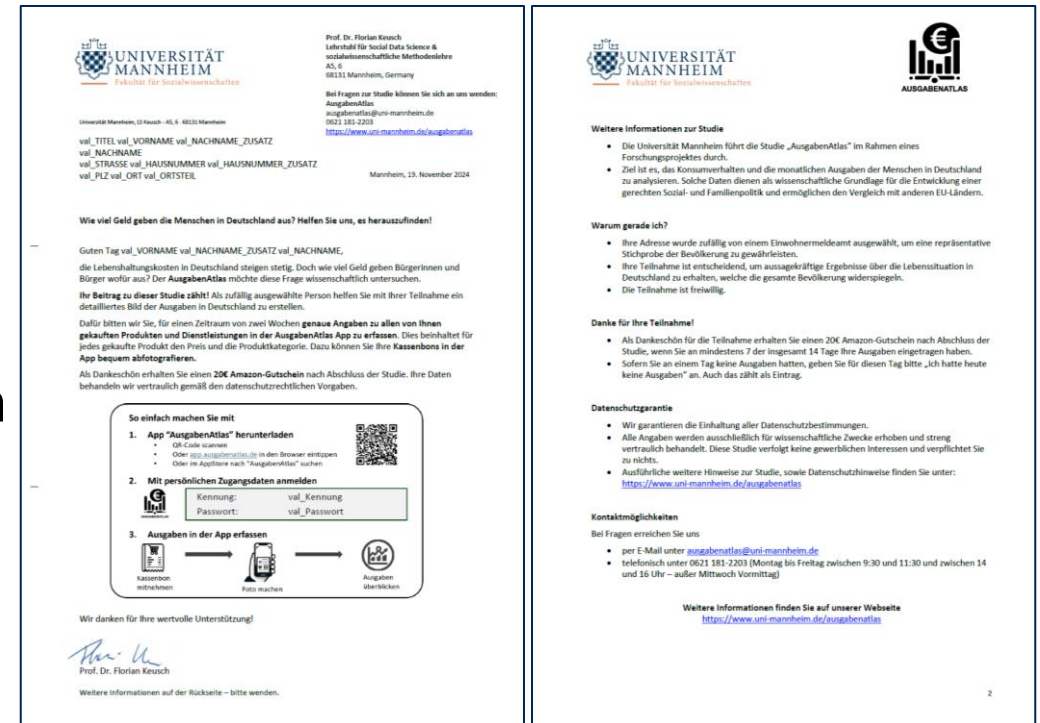 UNIVERSITÄT
MANNHEIM
Fakultät für Sozialwissenschaften
Prof. Dr. Florian Keusch
Lehrstuhl für Social Data Science &
sozialwissenschaftliche Methodenlehre
A5, 6
68131 Mannheim, Germany
Bei Fragen zur Studie können Sie sich an uns wenden:
AusgabenAtlas
ausgabenatlas@uni-mannheim.de
0621 181-2203
https://www.uni-mannheim.de/ausgabenatlas
Universität Mannheim, LS Keusch - A5, 6 - 68131 Mannheim
val_TITEL val_VORNAME val_NACHNAME_ZUSATZ
val_NACHNAME
val_STRASSE val_HAUSNUMMER val_HAUSNUMMER_ZUSATZ
val_PLZ val_ORT val_ORTSTEIL
Mannheim, 19. November 2024
Wie viel Geld geben die Menschen in Deutschland aus? Helfen Sie uns, es herauszufinden!
Guten Tag val_VORNAME val_NACHNAME_ZUSATZ val_NACHNAME,
die Lebenshaltungskosten in Deutschland steigen stetig. Doch wie viel Geld geben Bürgerinnen und
Bürger wofür aus? Der AusgabenAtlas möchte diese Frage wissenschaftlich untersuchen.
Ihr Beitrag zu dieser Studie zählt! Als zufällig ausgewählte Person helfen Sie mit Ihrer Teilnahme ein
detailliertes Bild der Ausgaben in Deutschland zu erstellen.
Dafür bitten wir Sie, für einen Zeitraum von zwei Wochen genaue Angaben zu allen von Ihnen
gekauften Produkten und Dienstleistungen in der AusgabenAtlas App zu erfassen. Dies beinhaltet für
jedes gekaufte Produkt den Preis und die Produktkategorie. Dazu können Sie Ihre Kassenbons in der
App bequem abfotografieren.
Als Dankeschön erhalten Sie einen 20€ Amazon-Gutschein nach Abschluss der Studie. Ihre Daten
behandeln wir vertraulich gemäß den datenschutzrechtlichen Vorgaben.
So einfach machen Sie mit
1. App "AusgabenAtlas" herunterladen
• QR-Code scannen
• Oder app.ausgabenatlas.de in den Browser eintippen
• Oder im AppStore nach "AusgabenAtlas" suchen
2. Mit persönlichen Zugangsdaten anmelden
Kennung: val_Kennung
Passwort: val_Passwort
3. Ausgaben in der App erfassen
Kassenbon
mitnehmen
Foto machen
Ausgaben
überblicken
Wir danken für Ihre wertvolle Unterstützung!
Prof. Dr. Florian Keusch
Weitere Informationen auf der Rückseite – bitte wenden.
UNIVERSITÄT
MANNHEIM
Fakultät für Sozialwissenschaften
AUSGABENATLAS
Weitere Informationen zur Studie
• Die Universität Mannheim führt die Studie „AusgabenAtlas" im Rahmen eines
Forschungsprojektes durch.
• Ziel ist es, das Konsumverhalten und die monatlichen Ausgaben der Menschen in Deutschland
zu analysieren. Solche Daten dienen als wissenschaftliche Grundlage für die Entwicklung einer
gerechten Sozial- und Familienpolitik und ermöglichen den Vergleich mit anderen EU-Ländern.
Warum gerade ich?
• Ihre Adresse wurde zufällig von einem Einwohnermeldeamt ausgewählt, um eine repräsentative
Stichprobe der Bevölkerung zu gewährleisten.
• Ihre Teilnahme ist entscheidend, um aussagekräftige Ergebnisse über die Lebenssituation in
Deutschland zu erhalten, welche die gesamte Bevölkerung widerspiegeln.
• Die Teilnahme ist freiwillig.
Danke für Ihre Teilnahme!
• Als Dankeschön für die Teilnahme erhalten Sie einen 20€ Amazon-Gutschein nach Abschluss der
Studie, wenn Sie an mindestens 7 der insgesamt 14 Tage Ihre Ausgaben eingetragen haben.
• Sofern Sie an einem Tag keine Ausgaben hatten, geben Sie für diesen Tag bitte „Ich hatte heute
keine Ausgaben" an. Auch das zählt als Eintrag.
Datenschutzgarantie
• Wir garantieren die Einhaltung aller Datenschutzbestimmungen.
• Alle Angaben werden ausschließlich für wissenschaftliche Zwecke erhoben und streng
vertraulich behandelt. Diese Studie verfolgt keine gewerblichen Interessen und verpflichtet Sie
zu nichts.
• Ausführliche weitere Hinweise zur Studie, sowie Datenschutzhinweise finden Sie unter:
https://www.uni-mannheim.de/ausgabenatlas
Kontaktmöglichkeiten
Bei Fragen erreichen Sie uns
• per E-Mail unter ausgabenatlas@uni-mannheim.de
• telefonisch unter 0621 181-2203 (Montag bis Freitag zwischen 9:30 und 11:30 und zwischen 14
und 16 Uhr – außer Mittwoch Vormittag)
Weitere Informationen finden Sie auf unserer Webseite
https://www.uni-mannheim.de/ausgabenatlas
2